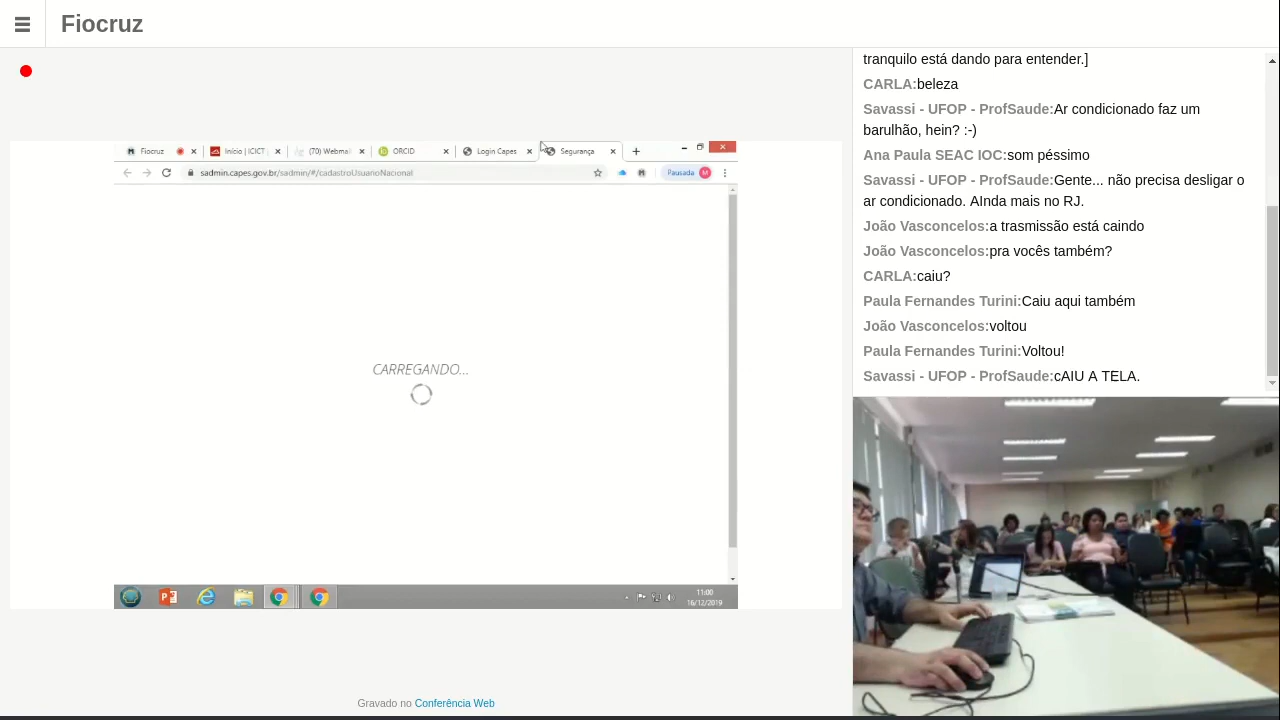 Fiocruz
Fiocruz
Início | ICICT
(70) Webmai
ORCID
Login Capes
Segurança
sadmin.capes.gov.br/sadmin/#/cadastroUsuarioNacional
Pausada
M
CARREGANDO...
11:00
16/12/2019
Gravado no Conferência Web
tranquilo está dando para entender.]
CARLA:beleza
Savassi - UFOP - ProfSaude:Ar condicionado faz um
barulhão, hein? :-)
Ana Paula SEAC IOC:som péssimo
Savassi - UFOP - ProfSaude:Gente... não precisa desligar o
ar condicionado. AInda mais no RJ.
João Vasconcelos:a trasmissão está caindo
João Vasconcelos:pra vocês também?
CARLA:caiu?
Paula Fernandes Turini:Caiu aqui também
João Vasconcelos:voltou
Paula Fernandes Turini:Voltou!
Savassi - UFOP - ProfSaude:cAIU A TELA.